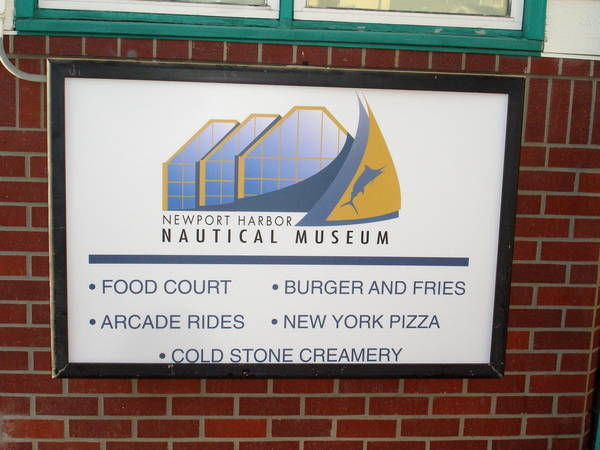 NEWPORT HARBOR
NAUTICAL MUSEUM
• FOOD COURT
• BURGER AND FRIES
• ARCADE RIDES
• NEW YORK PIZZA
• COLD STONE CREAMERY